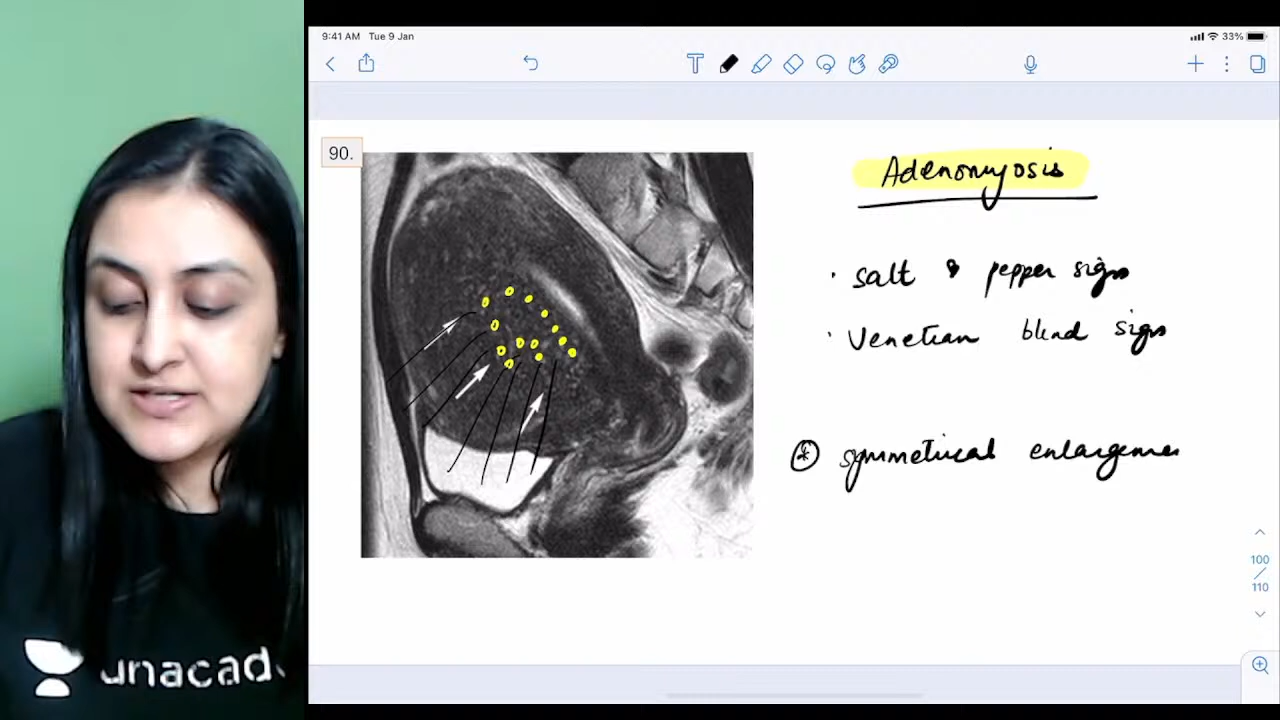 9:41 AM Tue 9 Jan
33%
90.
Adenomyosis
· salt & pepper sign
· Venetian blind sign
* symmetrical enlargemen
100
/
110
unacad